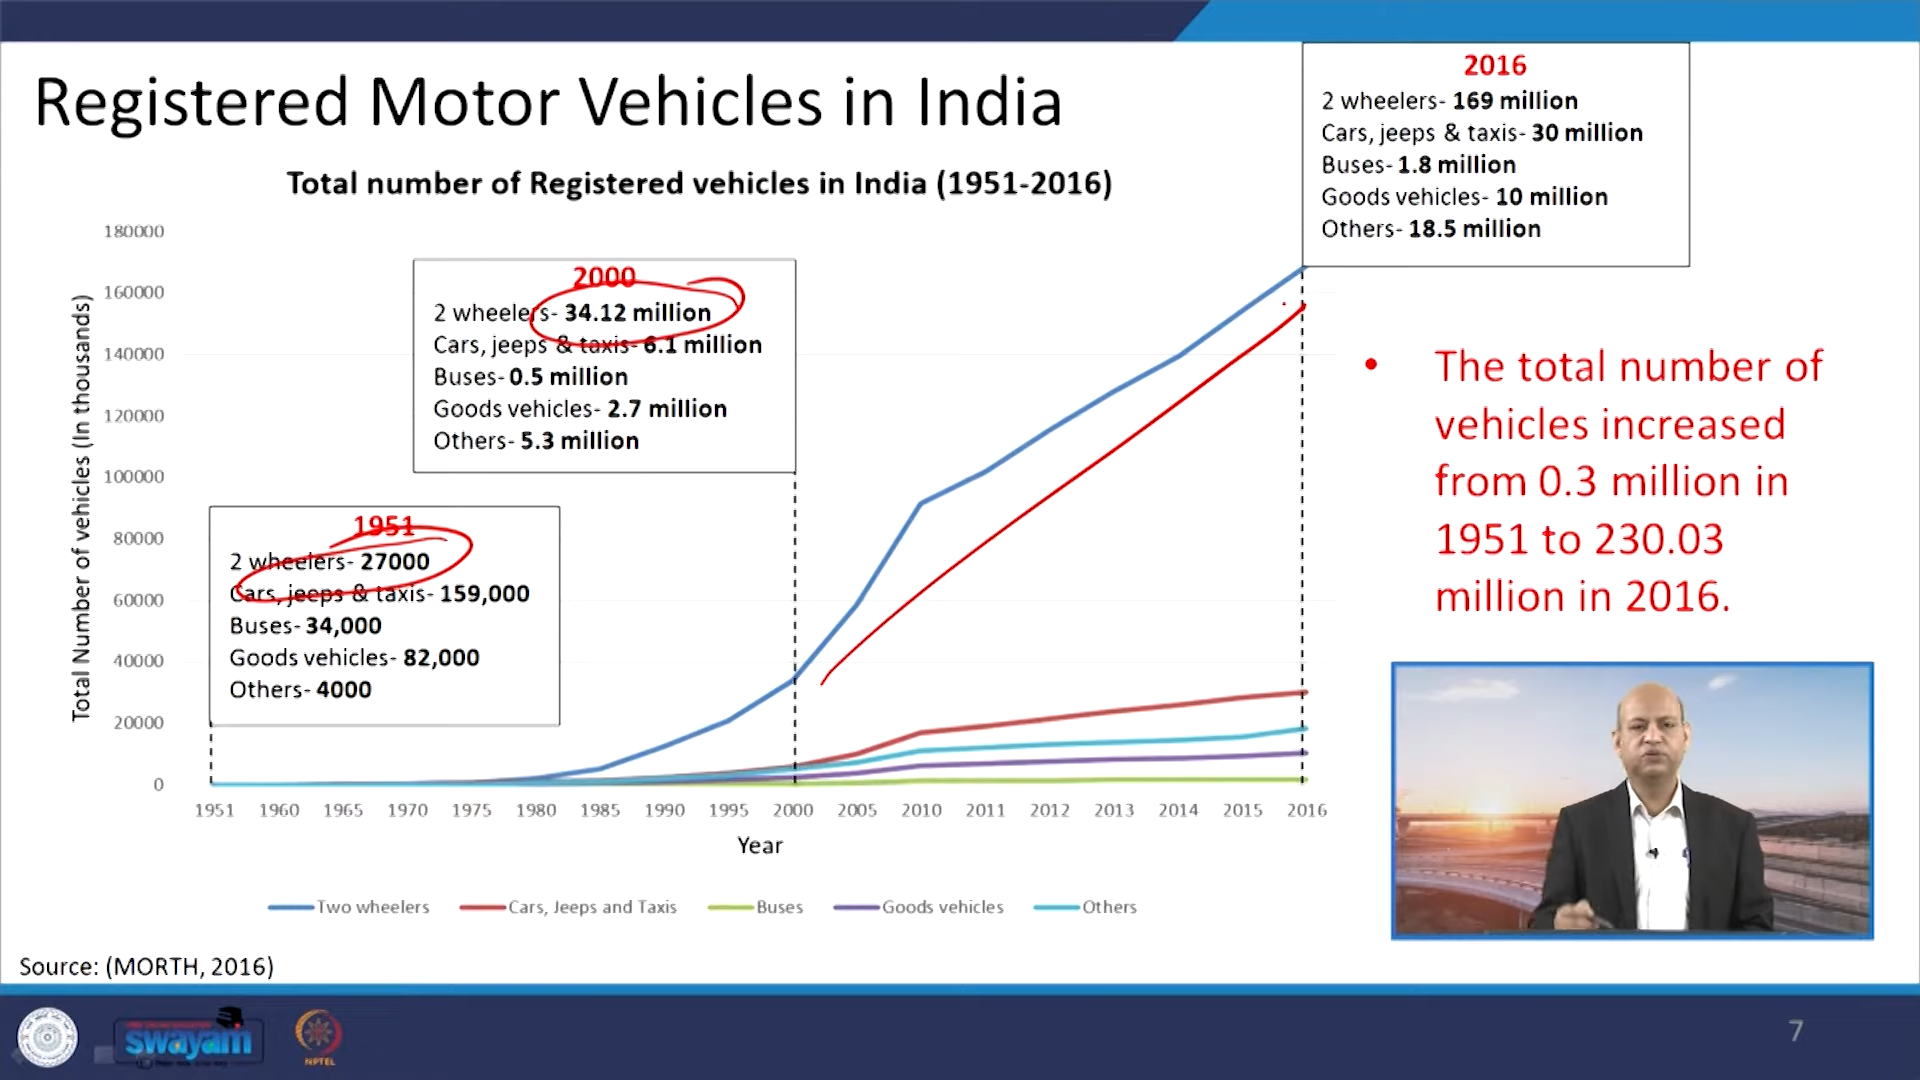 Registered Motor Vehicles in India
Total number of Registered vehicles in India (1951-2016)
2016
2 wheelers- 169 million
Cars, jeeps & taxis- 30 million
Buses- 1.8 million
Goods vehicles- 10 million
Others- 18.5 million
2000
2 wheelers- 34.12 million
Cars, jeeps & taxis- 6.1 million
Buses- 0.5 million
Goods vehicles- 2.7 million
Others- 5.3 million
1951
2 wheelers- 27000
Cars, jeeps & taxis- 159,000
Buses- 34,000
Goods vehicles- 82,000
Others- 4000
Total Number of vehicles (In thousands)
180000
160000
140000
120000
100000
80000
60000
40000
20000
0
1951 1960 1965 1970 1975 1980 1985 1990 1995 2000 2005 2010 2011 2012 2013 2014 2015 2016
Year
Two wheelers Cars, Jeeps and Taxis Buses Goods vehicles Others
• The total number of
vehicles increased
from 0.3 million in
1951 to 230.03
million in 2016.
Source: (MORTH, 2016)
swayam
NPTEL
7